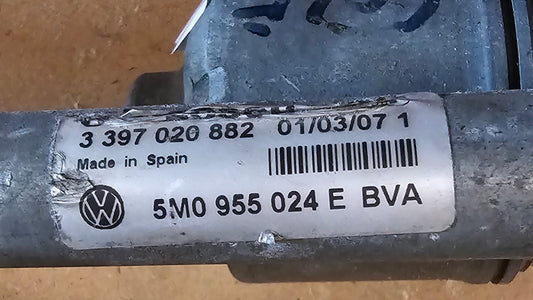 3 397 020 882 01/03/07 1
Made in Spain
5M0 955 024 E BVA